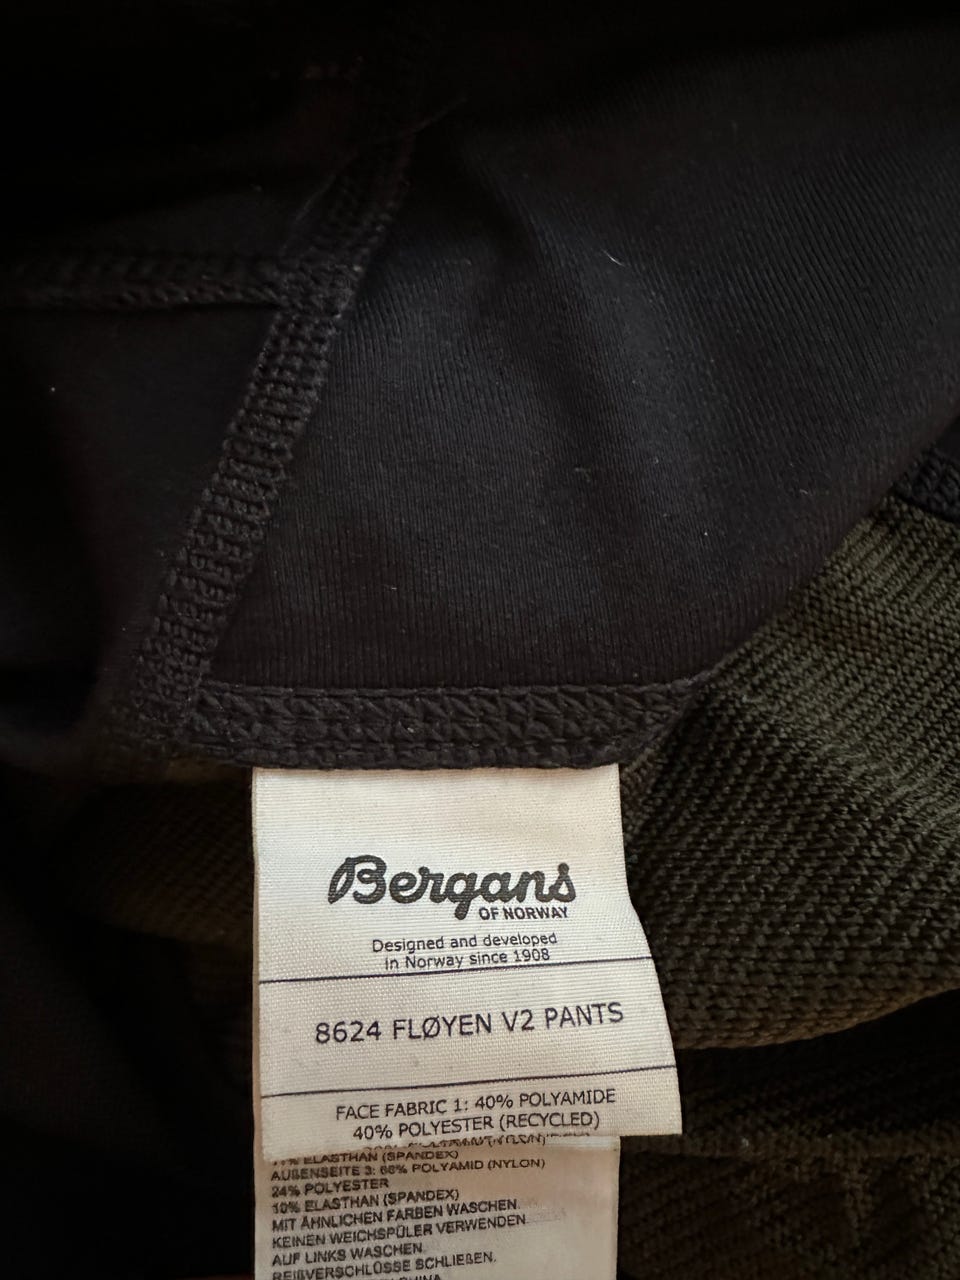 Bergans
OF NORWAY
Designed and developed
in Norway since 1908
8624 FLØYEN V2 PANTS
FACE FABRIC 1: 40% POLYAMIDE
40% POLYESTER (RECYCLED)
ELASTHAN (SPANDEX)
AUßENSEITE 3: 66% POLYAMID (NYLON)
24% POLYESTER
10% ELASTHAN (SPANDEX)
MIT ÄHNLICHEN FARBEN WASCHEN.
KEINEN WEICHSPÜLER VERWENDEN.
AUF LINKS WASCHEN.
REIßVERSCHLÜSSE SCHLIEßEN.